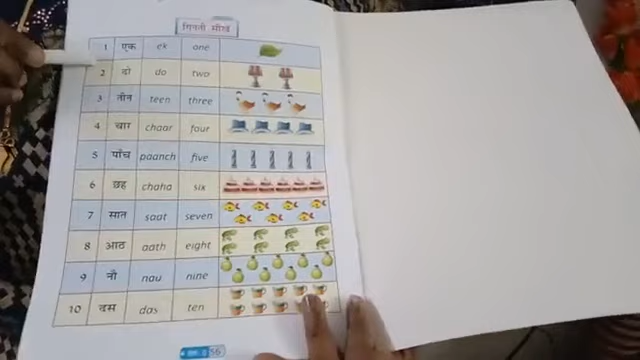 गिनती सीखें
1 एक ek one
2 दो do two
3 तीन teen three
4 चार chaar four
5 पाँच paanch five
6 छह chaha six
7 सात saat seven
8 आठ aath eight
9 नौ nau nine
10 दस das ten
56